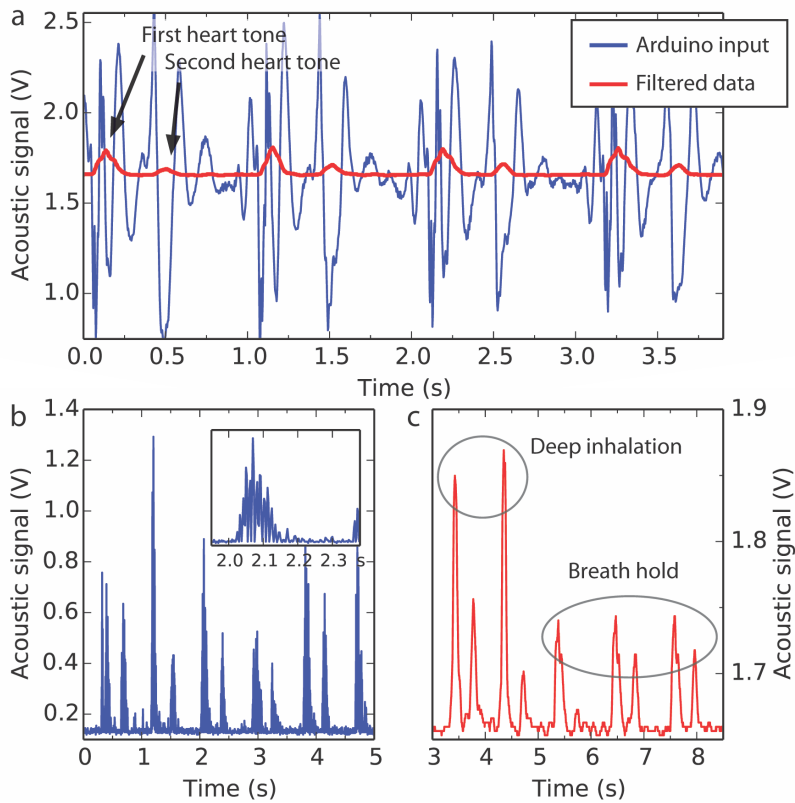 a
First heart tone
Second heart tone
Arduino input
Filtered data
Acoustic signal (V)
2.5
2.0
1.5
1.0
0.0 0.5 1.0 1.5 2.0 2.5 3.0 3.5
Time (s)
b
Acoustic signal (V)
1.4
1.2
1.0
0.8
0.6
0.4
0.2
0 1 2 3 4 5
Time (s)
2.0 2.1 2.2 2.3 s
c
Deep inhalation
Breath hold
1.9
1.8
1.7
Acoustic signal (V)
3 4 5 6 7 8
Time (s)